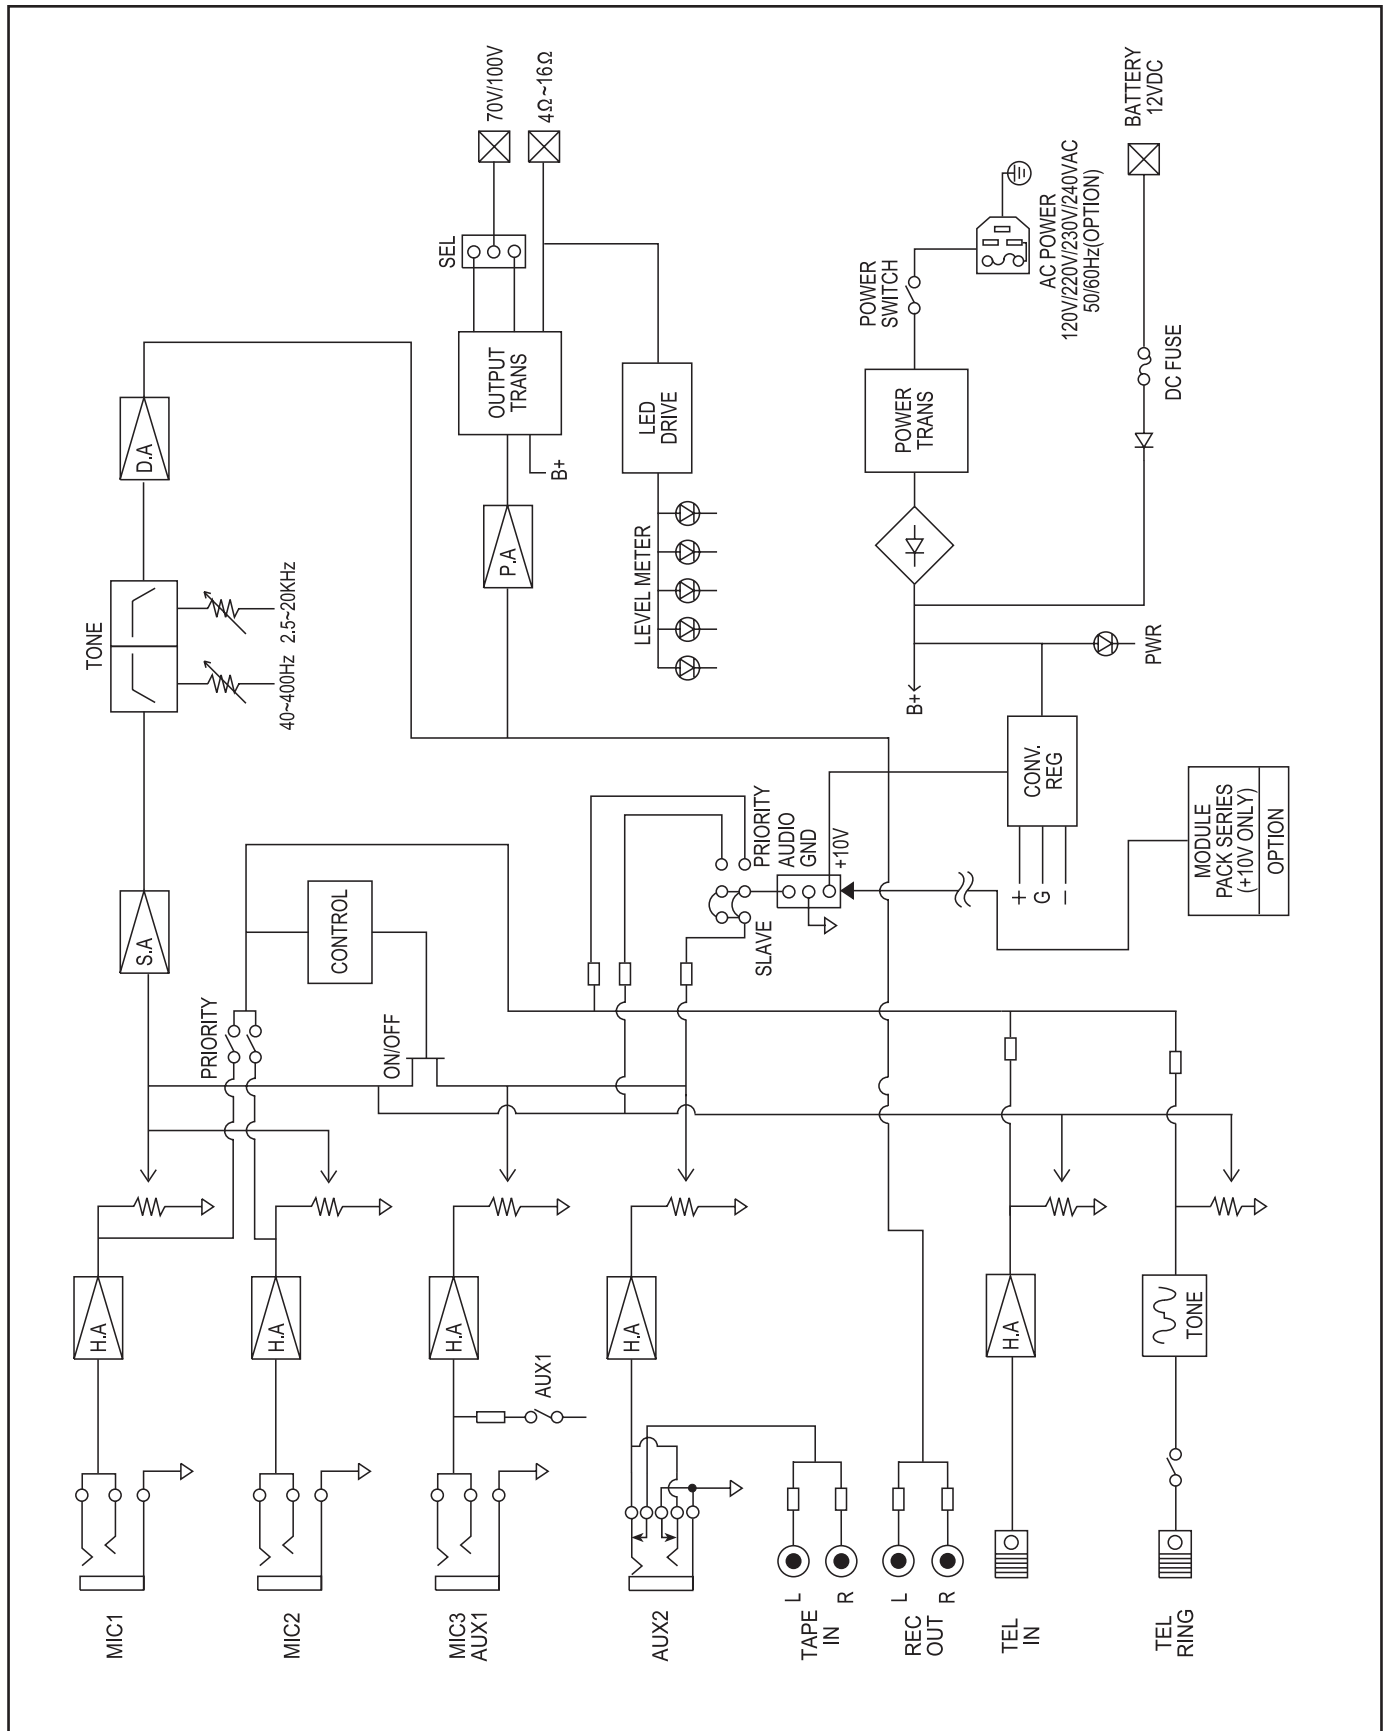 MIC1
H.A
PRIORITY
S.A
TONE
40~400Hz
2.5~20KHz
D.A
MIC2
H.A
CONTROL
ON/OFF
MIC3
AUX1
H.A
AUX1
P.A
B+
OUTPUT
TRANS
SEL
70V/100V
4Ω~16Ω
AUX2
H.A
LEVEL METER
LED
DRIVE
SLAVE
PRIORITY
AUDIO
GND
+10V
TAPE
IN
L
R
REC
OUT
L
R
B+
POWER
TRANS
POWER
SWITCH
AC POWER
120V/220V/230V/240VAC
50/60Hz(OPTION)
TEL
IN
H.A
CONV.
REG
+
G
−
PWR
DC FUSE
BATTERY
12VDC
TEL
RING
TONE
MODULE
PACK SERIES
(+10V ONLY)
OPTION